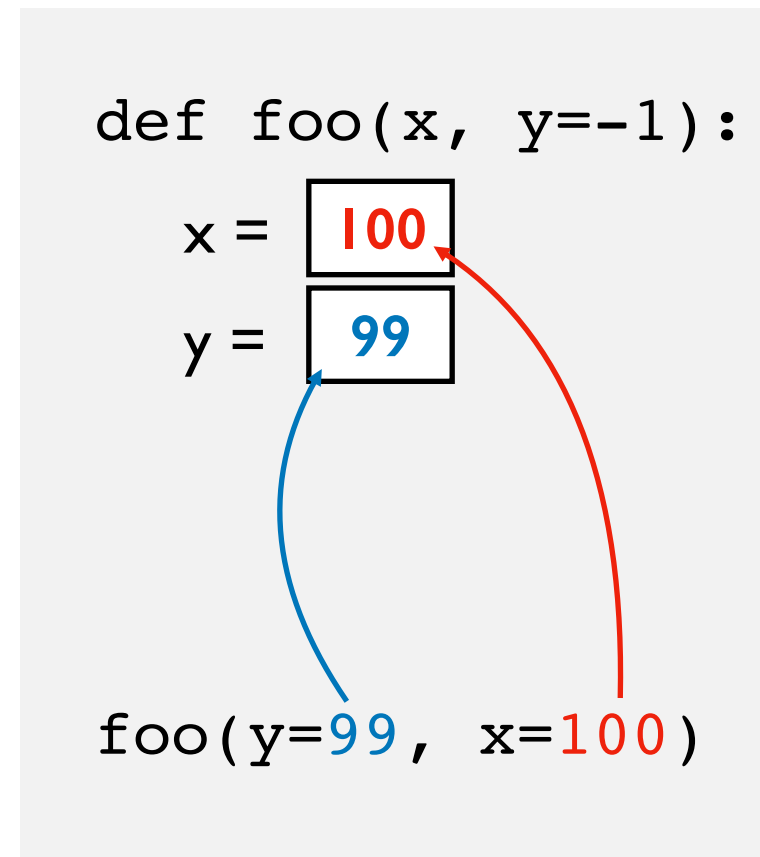 def foo(x, y=-1):
x = 100
y = 99
foo(y=99, x=100)